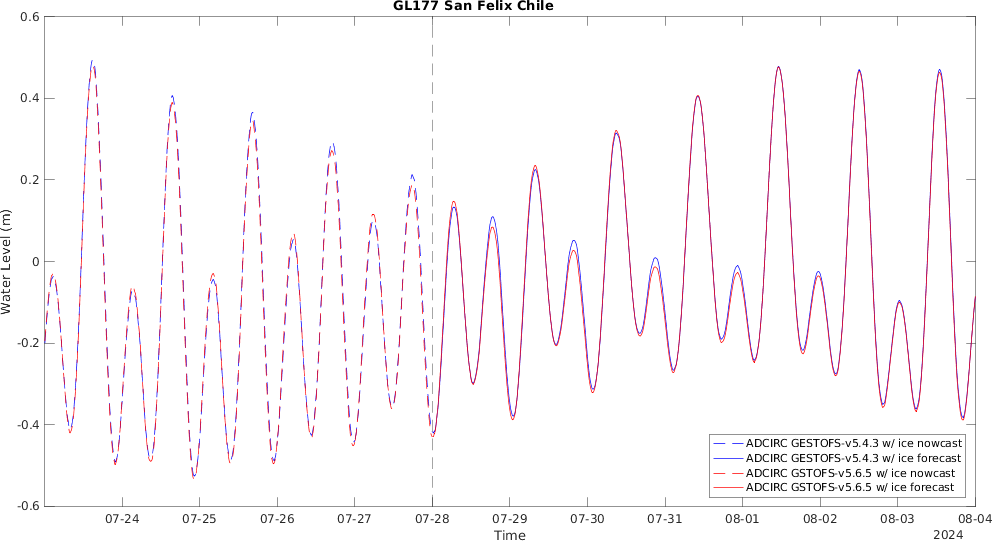 GL177 San Felix Chile
0.6
0.4
0.2
0
-0.2
-0.4
-0.6
Water Level (m)
ADCIRC GESTOFS-v5.4.3 w/ ice nowcast
ADCIRC GESTOFS-v5.4.3 w/ ice forecast
ADCIRC GSTOFS-v5.6.5 w/ ice nowcast
ADCIRC GSTOFS-v5.6.5 w/ ice forecast
07-24 07-25 07-26 07-27 07-28 07-29 07-30 07-31 08-01 08-02 08-03 08-04
Time
2024